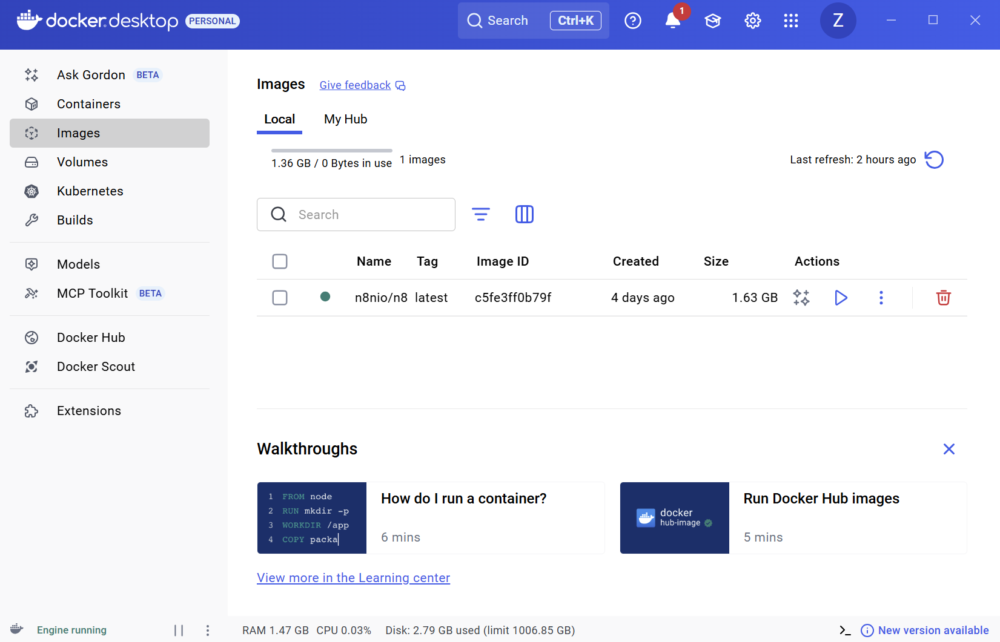 docker desktop PERSONAL
Search Ctrl+K
1
Z
Ask Gordon BETA
Containers
Images
Volumes
Kubernetes
Builds
Models
MCP Toolkit BETA
Docker Hub
Docker Scout
Extensions
Images Give feedback
Local My Hub
1.36 GB / 0 Bytes in use 1 images
Last refresh: 2 hours ago
Search
Name Tag Image ID Created Size Actions
n8nio/n8 latest c5fe3ff0b79f 4 days ago 1.63 GB
Walkthroughs
1 FROM node
2 RUN mkdir -p
3 WORKDIR /app
4 COPY packa
How do I run a container?
6 mins
docker
hub-image
Run Docker Hub images
5 mins
View more in the Learning center
Engine running
RAM 1.47 GB CPU 0.03% Disk: 2.79 GB used (limit 1006.85 GB)
New version available